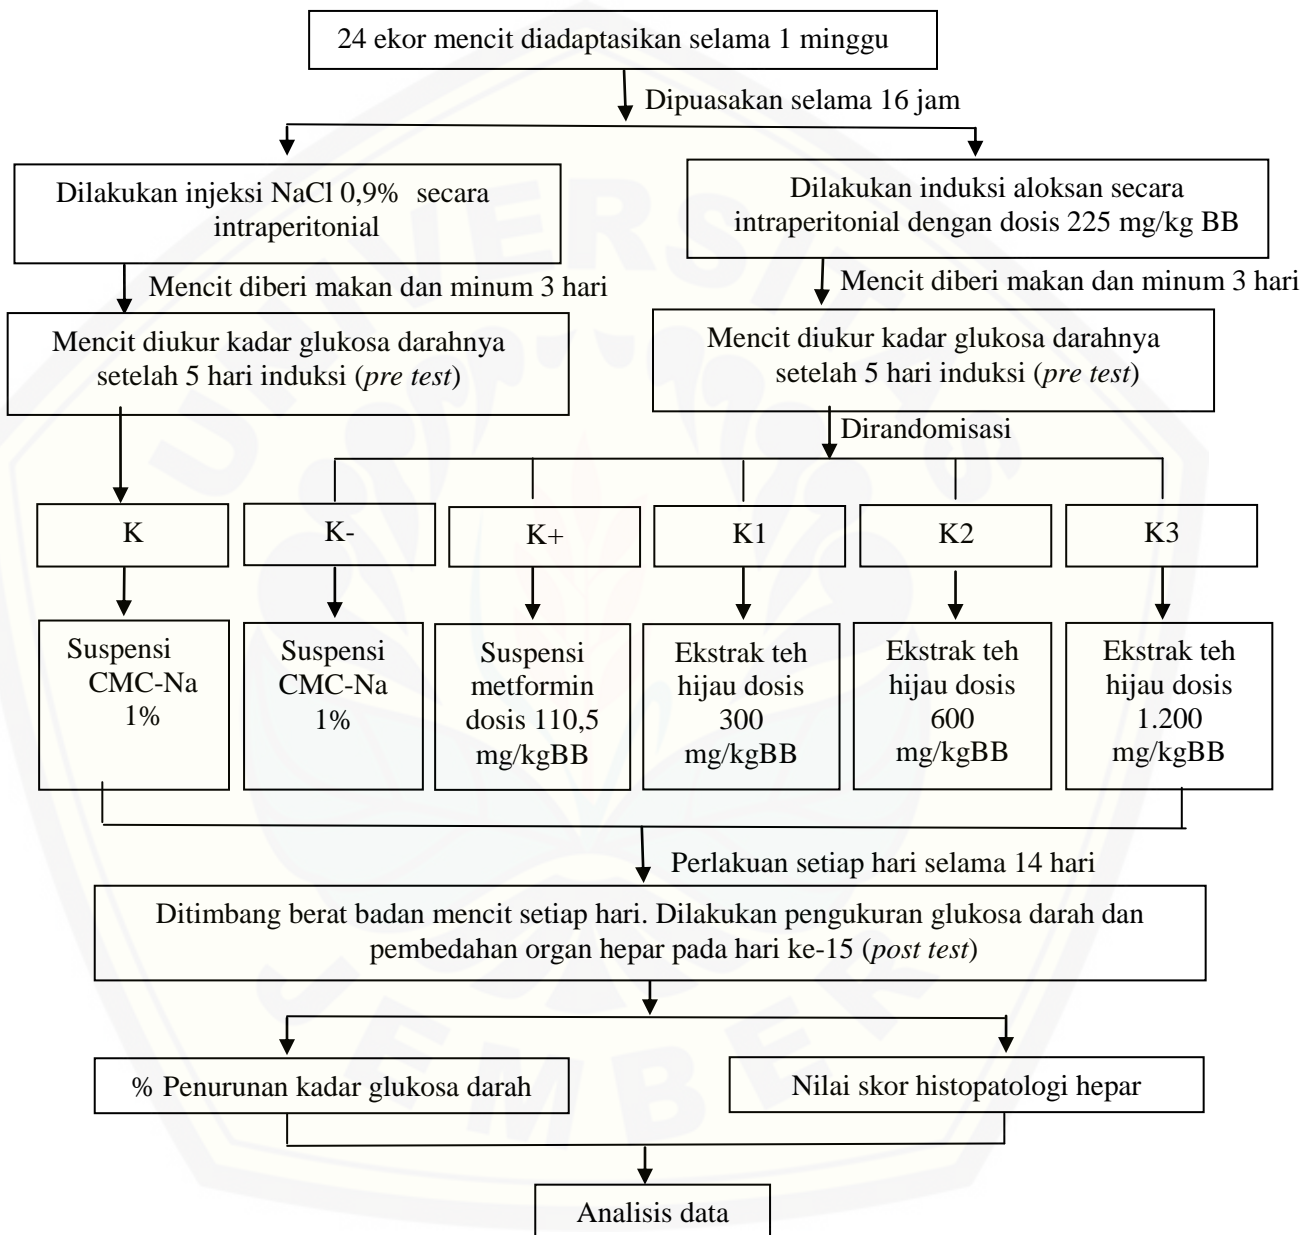 24 ekor mencit diadaptasikan selama 1 minggu
Dipuasakan selama 16 jam
Dilakukan injeksi NaCl 0,9% secara
intraperitonial
Dilakukan induksi aloksan secara
intraperitonial dengan dosis 225 mg/kg BB
Mencit diberi makan dan minum 3 hari
Mencit diberi makan dan minum 3 hari
Mencit diukur kadar glukosa darahnya
setelah 5 hari induksi (pre test)
Mencit diukur kadar glukosa darahnya
setelah 5 hari induksi (pre test)
Dirandomisasi
K
K-
K+
K1
K2
K3
Suspensi
CMC-Na
1%
Suspensi
CMC-Na
1%
Suspensi
metformin
dosis 110,5
mg/kgBB
Ekstrak teh
hijau dosis
300
mg/kgBB
Ekstrak teh
hijau dosis
600
mg/kgBB
Ekstrak teh
hijau dosis
1.200
mg/kgBB
Perlakuan setiap hari selama 14 hari
Ditimbang berat badan mencit setiap hari. Dilakukan pengukuran glukosa darah dan
pembedahan organ hepar pada hari ke-15 (post test)
% Penurunan kadar glukosa darah
Nilai skor histopatologi hepar
Analisis data
UNIVERSITAS
JEMBER